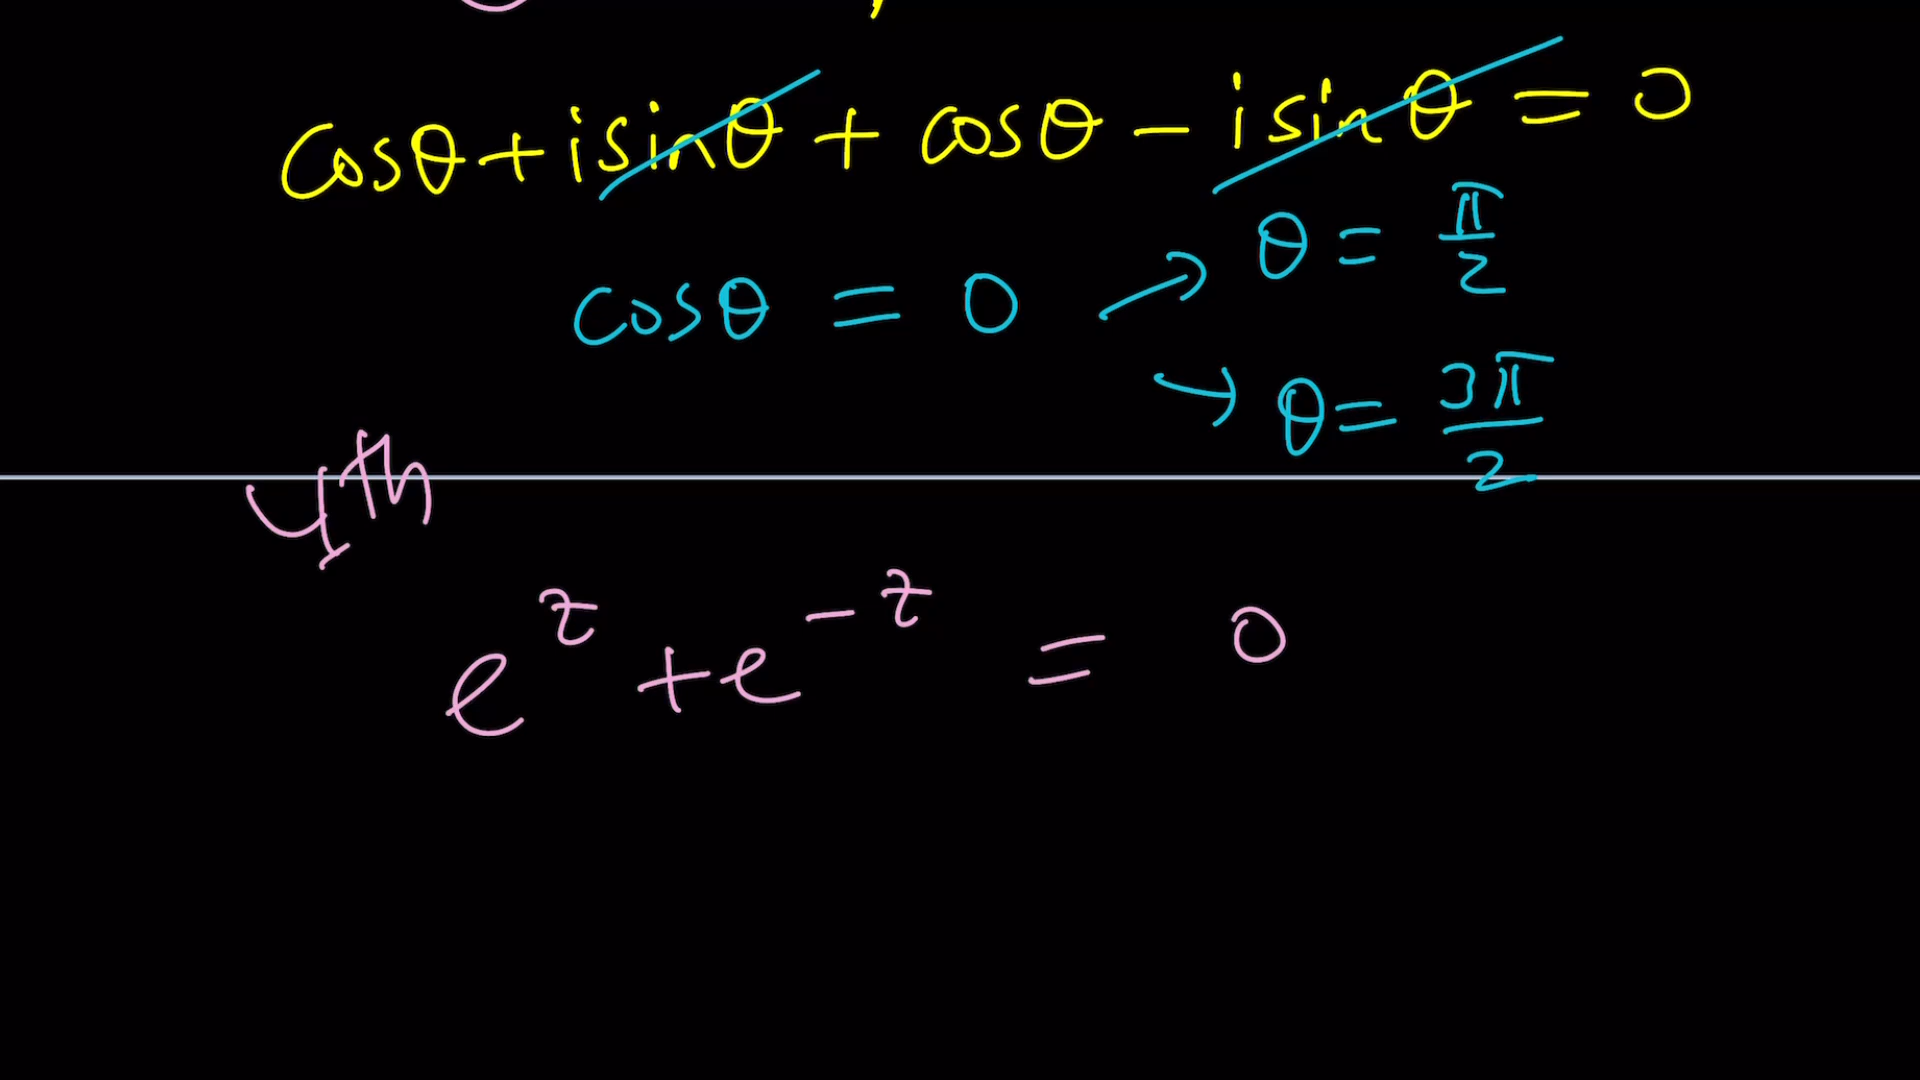 cosθ + isinθ + cosθ - isinθ = 0
θ = π/2
cosθ = 0
θ = 3π/2
4th
e^z + e^-z = 0